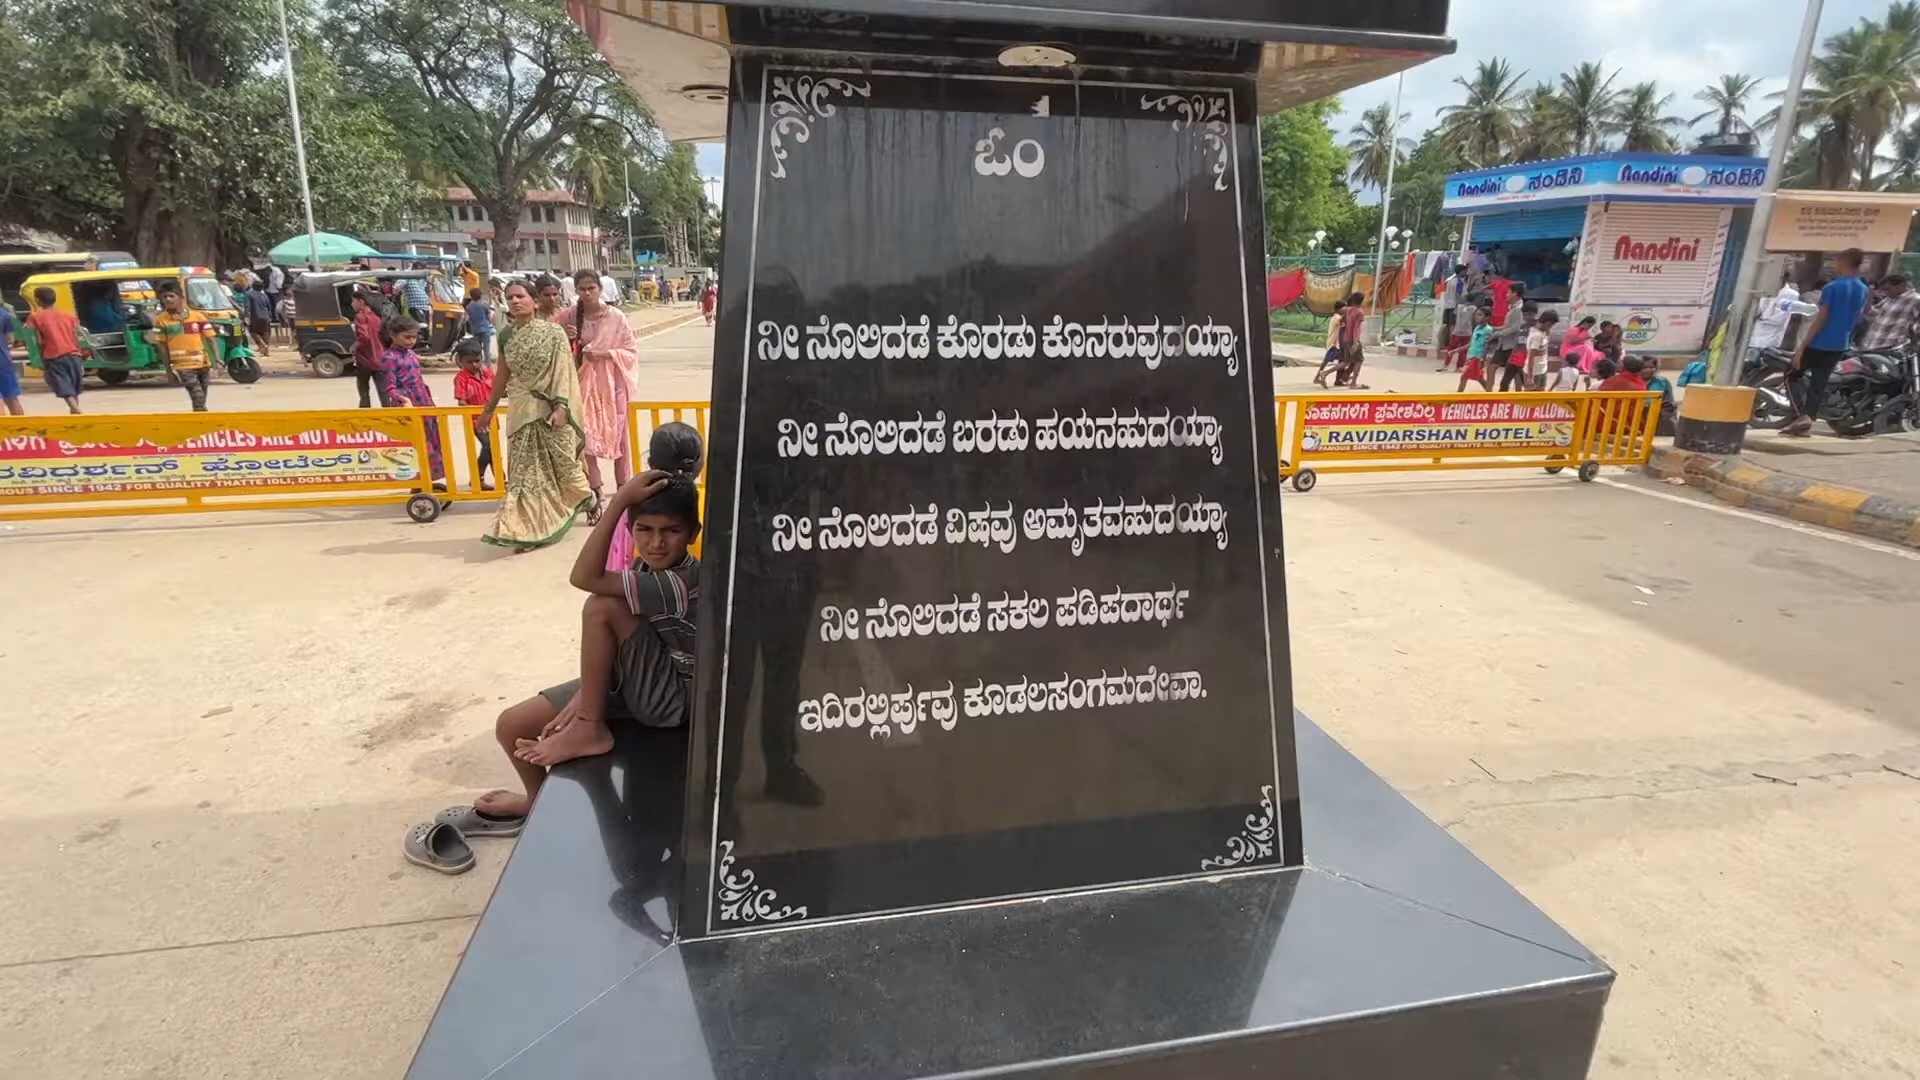 ಓಂ
ನೀ ನೊಲಿದಡೆ ಕೊರಡು ಕೊನರುವುದಯ್ಯಾ
ನೀ ನೊಲಿದಡೆ ಬರಡು ಹಯನಹುದಯ್ಯಾ
ನೀ ನೊಲಿದಡೆ ವಿಷವು ಅಮೃತವಹುದಯ್ಯಾ
ನೀ ನೊಲಿದಡೆ ಸಕಲ ಪಡಿಪದಾರ್ಥ
ಇದಿರಲ್ಲಿರ್ಪುವು ಕೂಡಲಸಂಗಮದೇವಾ.
Nandini ನಂದಿನಿ
Nandini ನಂದಿನಿ
Nandini
MILK
VEHICLES ARE NOT
ರವಿದರ್ಶನ್ ಹೋಟೆಲ್
FAMOUS SINCE 1942 FOR QUALITY THATTE IDLI, DOSA & MEALS
ಪ್ರವೇಶವಿಲ್ಲ VEHICLES ARE NOT ALLOWED
RAVIDARSHAN HOTEL
FAMOUS SINCE 1942 FOR QUALITY THATTE IDLI, DOSA & MEALS